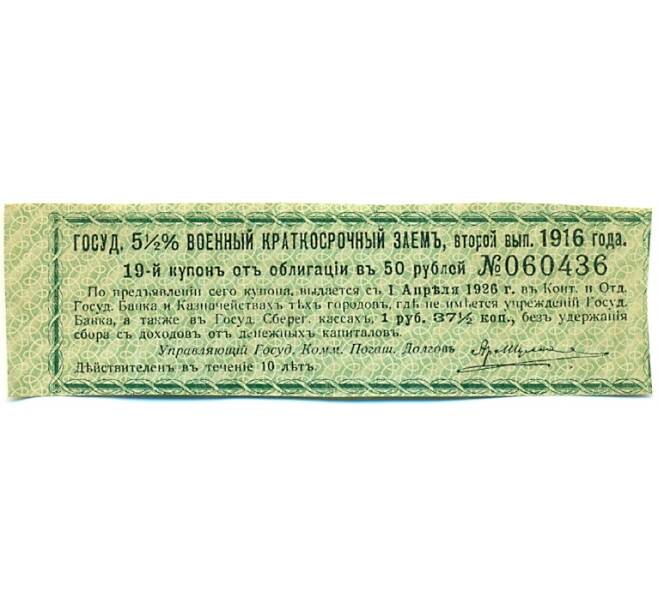 ГОСУД. 5½% ВОЕННЫЙ КРАТКОСРОЧНЫЙ ЗАЕМЪ, второй вып. 1916 года.
19-й купонъ отъ облигаціи въ 50 рублей №060436
По предъявленіи сего купона, выдается съ 1 Апрѣля 1926 г. въ Конт. и Отд.
Госуд. Банка и Казначействахъ тѣхъ городовъ, гдѣ не имѣется учрежденій Госуд.
Банка, а также въ Госуд. Сберег. кассахъ, 1 руб. 37½ коп., безъ удержанія
сбора съ доходовъ отъ денежныхъ капиталовъ.
Управляющій Госуд. Комм. Погаш. Долговъ
Дѣйствителенъ въ теченіе 10 лѣтъ.